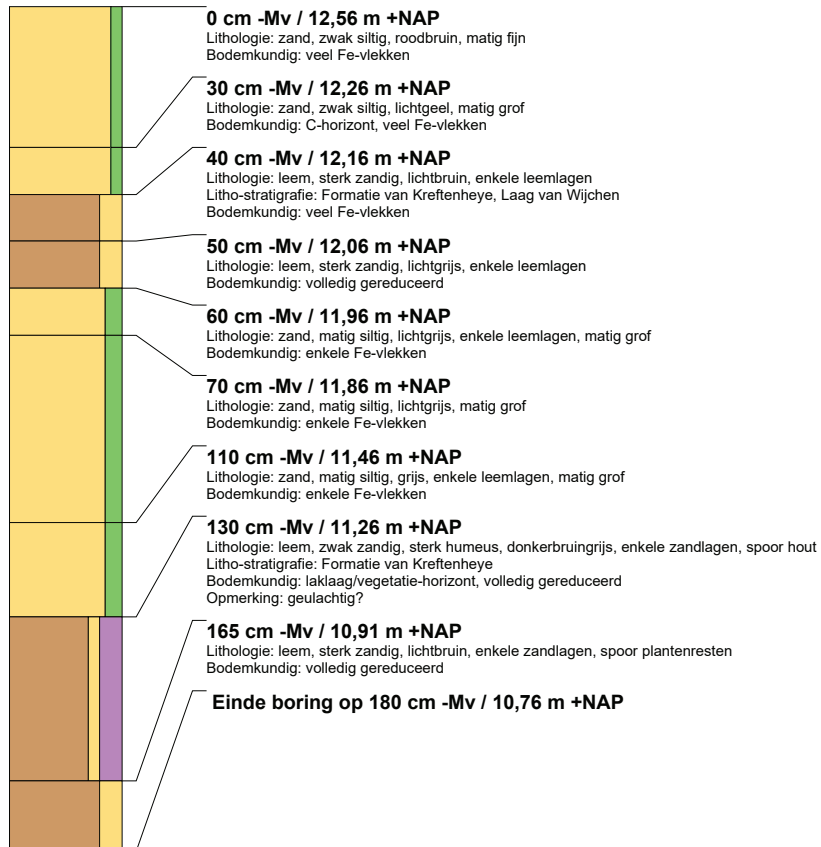 0 cm -Mv / 12,56 m +NAP
Lithologie: zand, zwak siltig, roodbruin, matig fijn
Bodemkundig: veel Fe-vlekken
30 cm -Mv / 12,26 m +NAP
Lithologie: zand, zwak siltig, lichtgeel, matig grof
Bodemkundig: C-horizont, veel Fe-vlekken
40 cm -Mv / 12,16 m +NAP
Lithologie: leem, sterk zandig, lichtbruin, enkele leemlagen
Litho-stratigrafie: Formatie van Kreftenheye, Laag van Wijchen
Bodemkundig: veel Fe-vlekken
50 cm -Mv / 12,06 m +NAP
Lithologie: leem, sterk zandig, lichtgrijs, enkele leemlagen
Bodemkundig: volledig gereduceerd
60 cm -Mv / 11,96 m +NAP
Lithologie: zand, matig siltig, lichtgrijs, enkele leemlagen, matig grof
Bodemkundig: enkele Fe-vlekken
70 cm -Mv / 11,86 m +NAP
Lithologie: zand, matig siltig, lichtgrijs, matig grof
Bodemkundig: enkele Fe-vlekken
110 cm -Mv / 11,46 m +NAP
Lithologie: zand, matig siltig, grijs, enkele leemlagen, matig grof
Bodemkundig: enkele Fe-vlekken
130 cm -Mv / 11,26 m +NAP
Lithologie: leem, zwak zandig, sterk humeus, donkerbruingrijs, enkele zandlagen, spoor hout
Litho-stratigrafie: Formatie van Kreftenheye
Bodemkundig: laklaag/vegetatie-horizont, volledig gereduceerd
Opmerking: geulachtig?
165 cm -Mv / 10,91 m +NAP
Lithologie: leem, sterk zandig, lichtbruin, enkele zandlagen, spoor plantenresten
Bodemkundig: volledig gereduceerd
Einde boring op 180 cm -Mv / 10,76 m +NAP